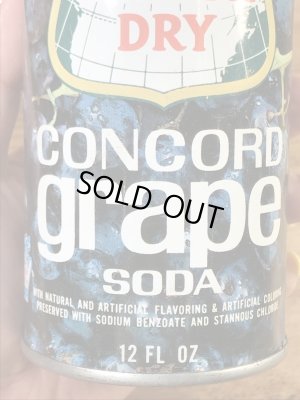 DRY
CONCORD
grape
SOLD OUT
SODA
WITH NATURAL AND ARTIFICIAL FLAVORING & ARTIFICIAL COLORING
PRESERVED WITH SODIUM BENZOATE AND STANNOUS CHLORIDE
12 FL OZ